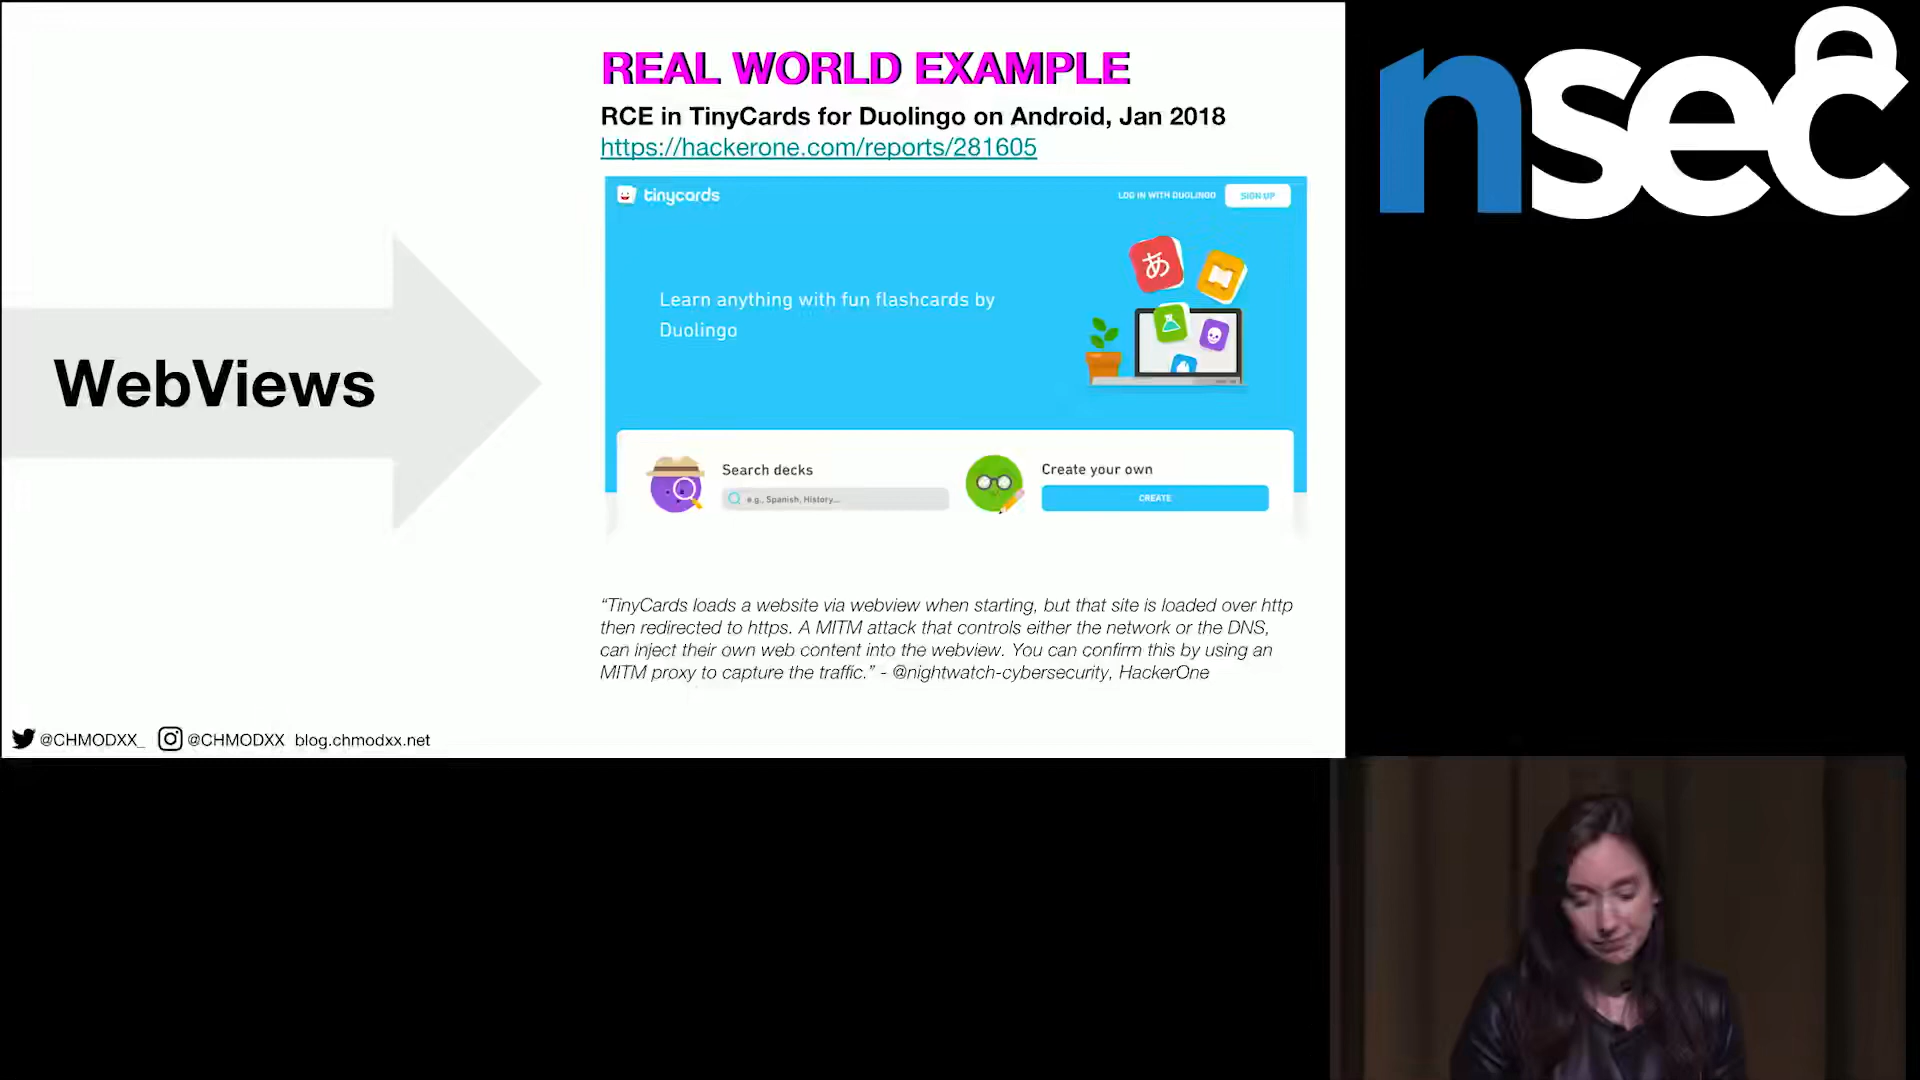 REAL WORLD EXAMPLE
RCE in TinyCards for Duolingo on Android, Jan 2018
https://hackerone.com/reports/281605
nsec
tinycards
LOG IN WITH DUOLINGO
SIGN UP
あ
Learn anything with fun flashcards by
Duolingo
WebViews
Search decks
e.g., Spanish, History...
Create your own
CREATE
“TinyCards loads a website via webview when starting, but that site is loaded over http
then redirected to https. A MITM attack that controls either the network or the DNS,
can inject their own web content into the webview. You can confirm this by using an
MITM proxy to capture the traffic.” - @nightwatch-cybersecurity, HackerOne
@CHMODXX_ @CHMODXX blog.chmodxx.net